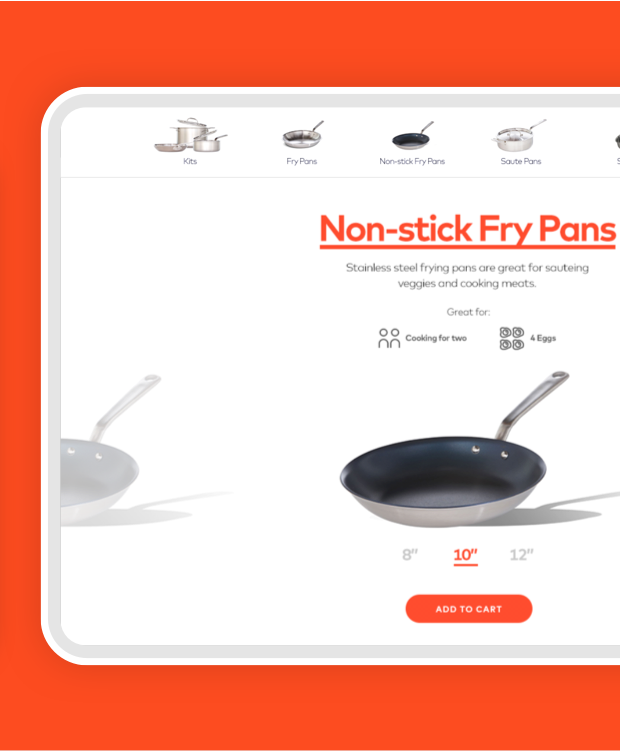 Kits
Fry Pans
Non-stick Fry Pans
Saute Pans
S
Non-stick Fry Pans
Stainless steel frying pans are great for sauteing
veggies and cooking meats.
Great for:
Cooking for two
4 Eggs
8"
10"
12"
ADD TO CART